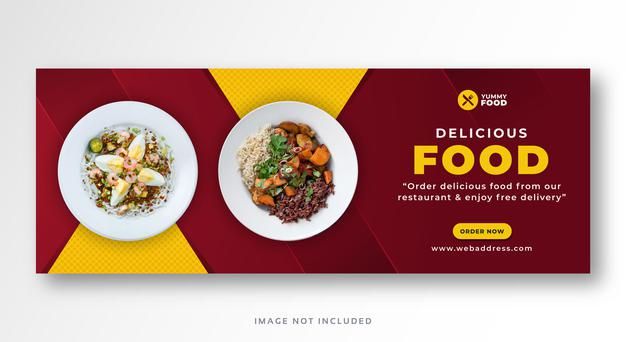 YUMMY
FOOD
DELICIOUS
FOOD
"Order delicious food from our
restaurant & enjoy free delivery"
ORDER NOW
www.webaddress.com
IMAGE NOT INCLUDED